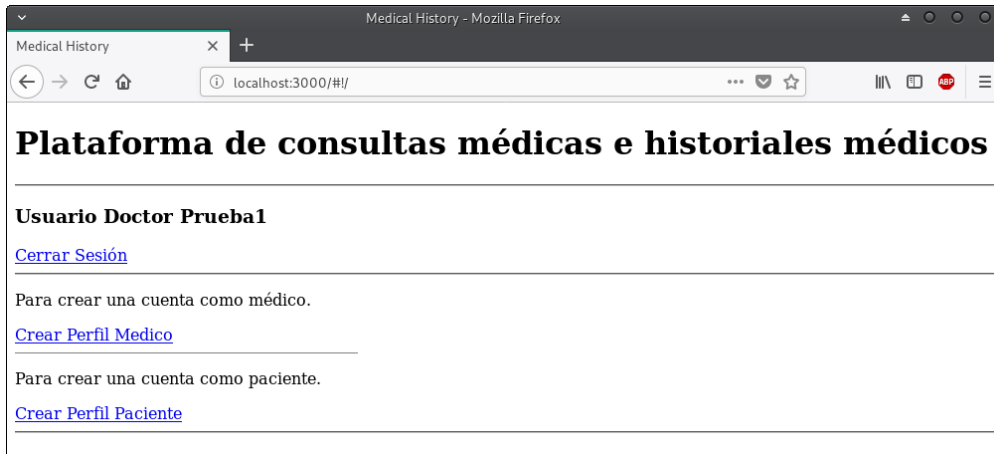 Medical History - Mozilla Firefox
Medical History
localhost:3000/#!/
ABP
Plataforma de consultas médicas e historiales médicos
Usuario Doctor Prueba1
Cerrar Sesión
Para crear una cuenta como médico.
Crear Perfil Medico
Para crear una cuenta como paciente.
Crear Perfil Paciente